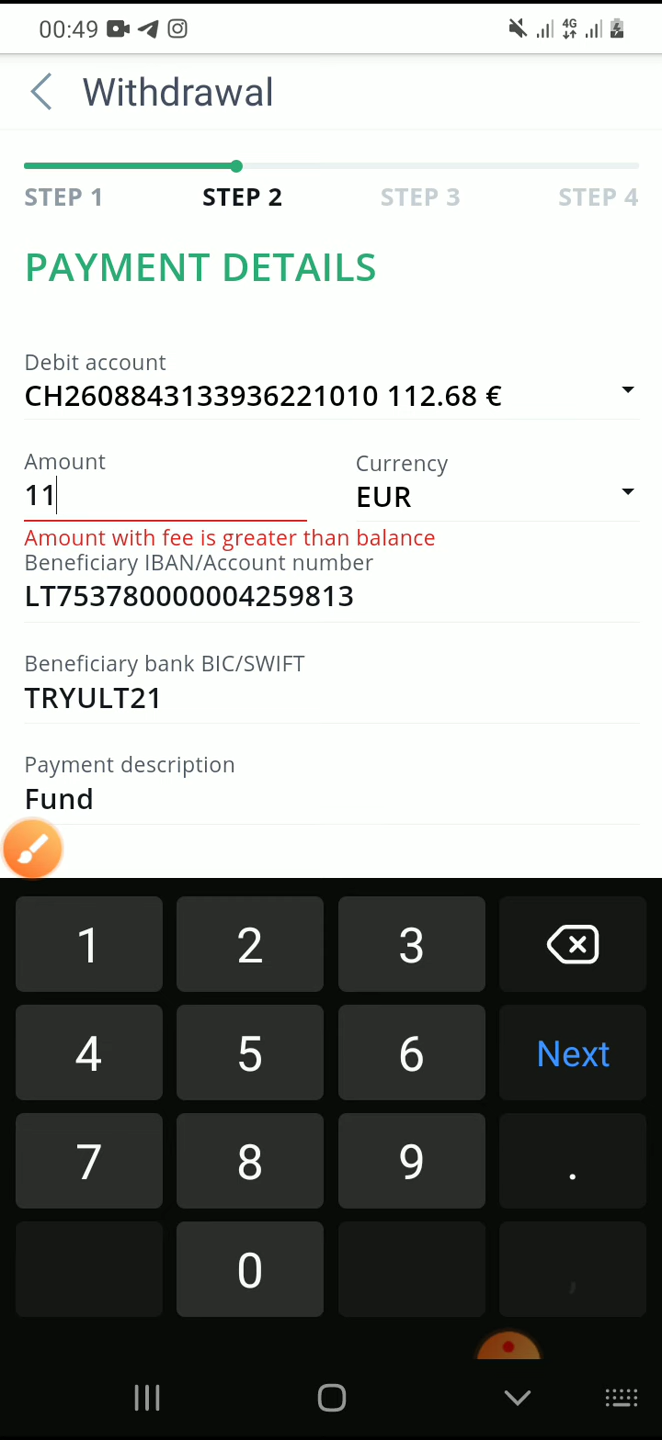 00:49
4G
Withdrawal
STEP 1 STEP 2 STEP 3 STEP 4
PAYMENT DETAILS
Debit account
CH2608843133936221010 112.68 €
Amount Currency
11 EUR
Amount with fee is greater than balance
Beneficiary IBAN/Account number
LT753780000004259813
Beneficiary bank BIC/SWIFT
TRYULT21
Payment description
Fund
1 2 3
4 5 6 Next
7 8 9 .
0 ,